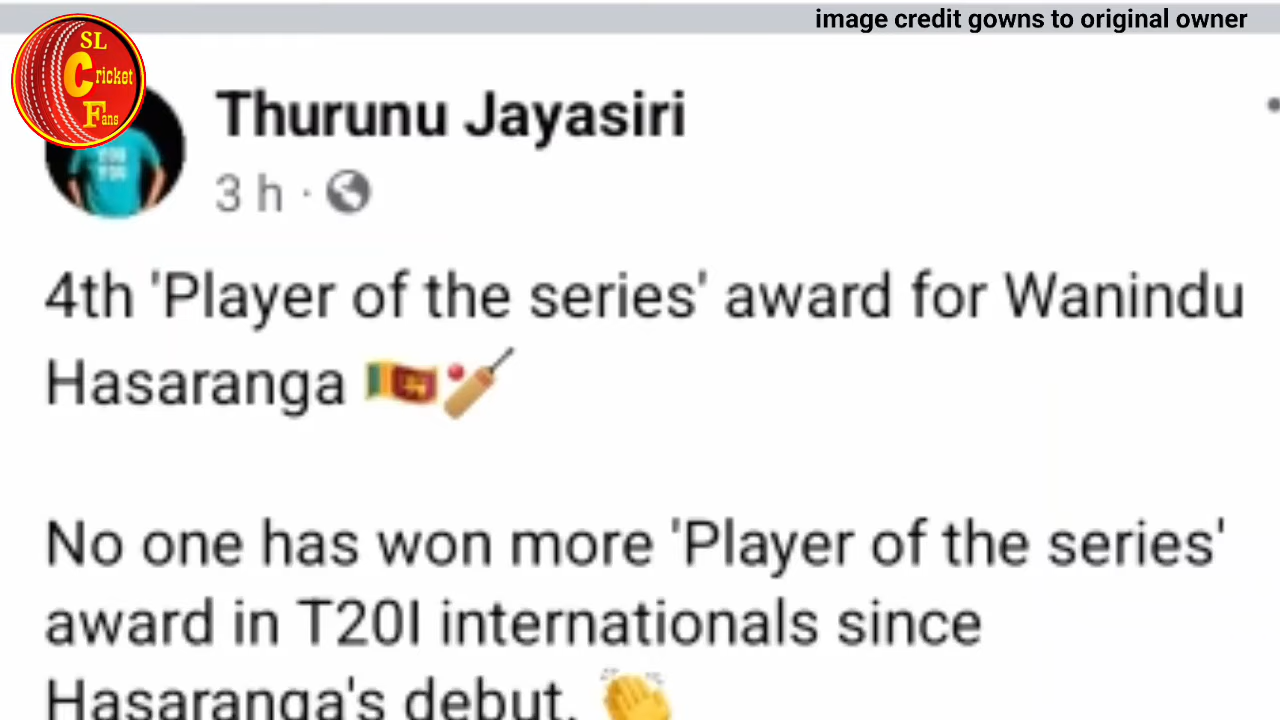 image credit gowns to original owner
SL
Cricket
Fans
Thurunu Jayasiri
3 h ·
4th 'Player of the series' award for Wanindu
Hasaranga 🇱🇰🏏
No one has won more 'Player of the series'
award in T20I internationals since
Hasaranga's debut. 👏